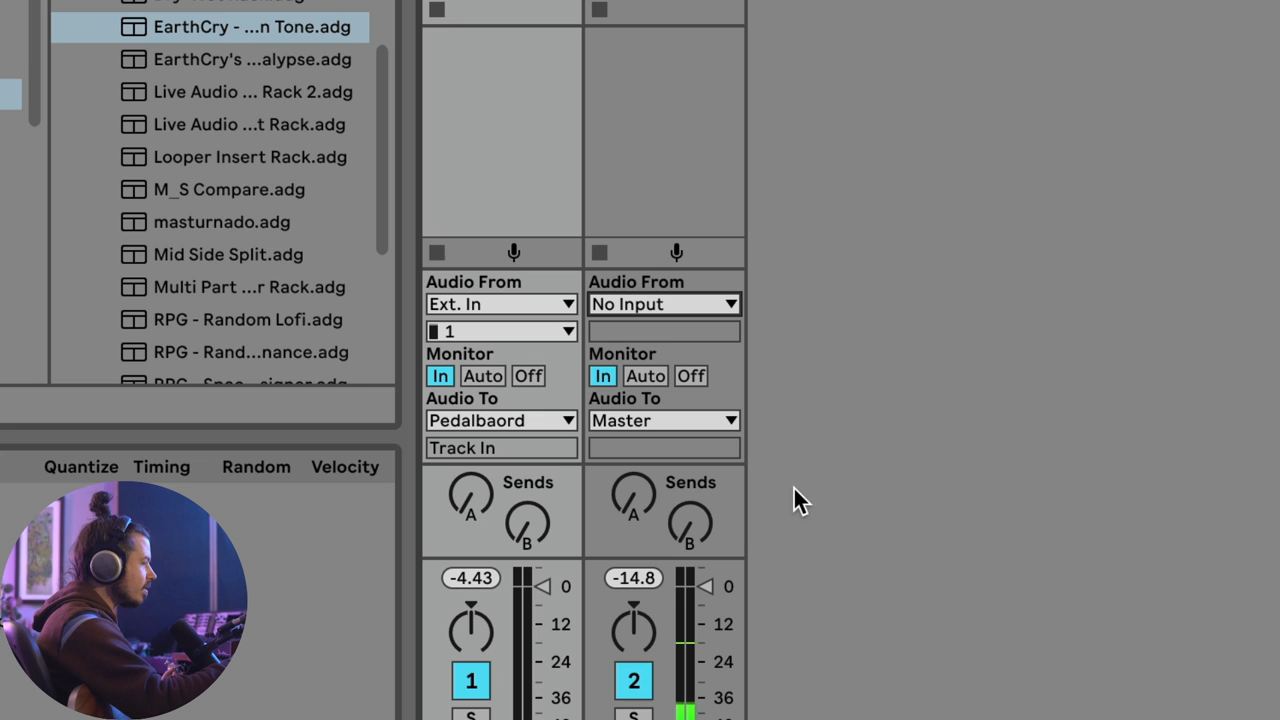 EarthCry - ...n Tone.adg
EarthCry's ...alypse.adg
Live Audio ... Rack 2.adg
Live Audio ...t Rack.adg
Looper Insert Rack.adg
M_S Compare.adg
masturnado.adg
Mid Side Split.adg
Multi Part ...r Rack.adg
RPG - Random Lofi.adg
RPG - Rand...nance.adg
Quantize Timing Random Velocity
Audio From
Ext. In
1
Monitor
In Auto Off
Audio To
Pedalbaord
Track In
Sends
A
B
-4.43
0
12
24
36
1
S
Audio From
No Input
Monitor
In Auto Off
Audio To
Master
Sends
A
B
-14.8
0
12
24
36
2
S